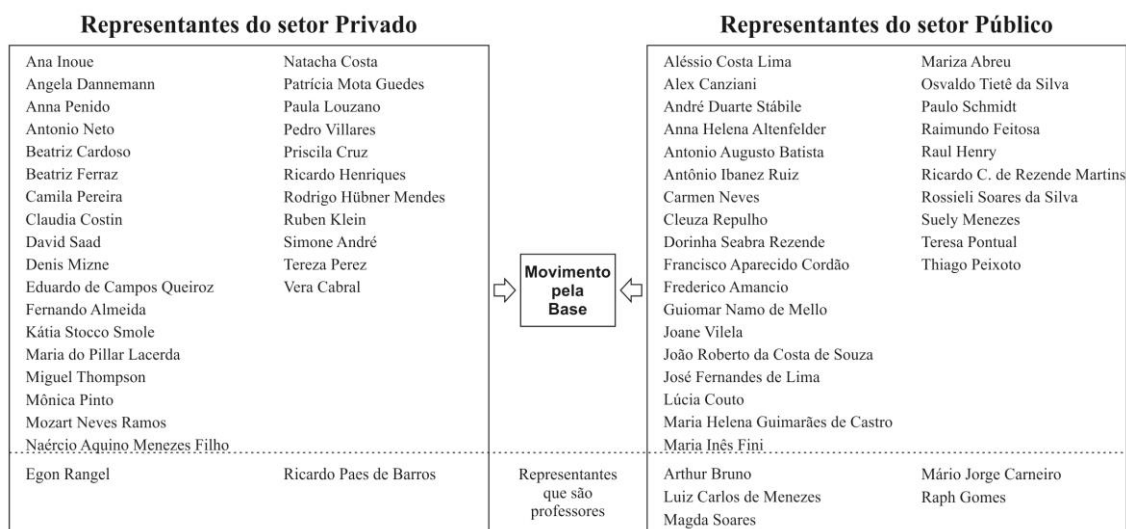 Representantes do setor Privado
Ana Inoue
Angela Dannemann
Anna Penido
Antonio Neto
Beatriz Cardoso
Beatriz Ferraz
Camila Pereira
Claudia Costin
David Saad
Denis Mizne
Eduardo de Campos Queiroz
Fernando Almeida
Kátia Stocco Smole
Maria do Pillar Lacerda
Miguel Thompson
Mônica Pinto
Mozart Neves Ramos
Naércio Aquino Menezes Filho
Natacha Costa
Patrícia Mota Guedes
Paula Louzano
Pedro Villares
Priscila Cruz
Ricardo Henriques
Rodrigo Hübner Mendes
Ruben Klein
Simone André
Tereza Perez
Vera Cabral
Egon Rangel
Ricardo Paes de Barros
Movimento
pela
Base
Representantes
que são
professores
Representantes do setor Público
Aléssio Costa Lima
Alex Canziani
André Duarte Stábile
Anna Helena Altenfelder
Antonio Augusto Batista
Antônio Ibanez Ruiz
Carmen Neves
Cleuza Repulho
Dorinha Seabra Rezende
Francisco Aparecido Cordão
Frederico Amancio
Guiomar Namo de Mello
Joane Vilela
João Roberto da Costa de Souza
José Fernandes de Lima
Lúcia Couto
Maria Helena Guimarães de Castro
Maria Inês Fini
Mariza Abreu
Osvaldo Tietê da Silva
Paulo Schmidt
Raimundo Feitosa
Raul Henry
Ricardo C. de Rezende Martins
Rossieli Soares da Silva
Suely Menezes
Teresa Pontual
Thiago Peixoto
Arthur Bruno
Luiz Carlos de Menezes
Magda Soares
Mário Jorge Carneiro
Raph Gomes